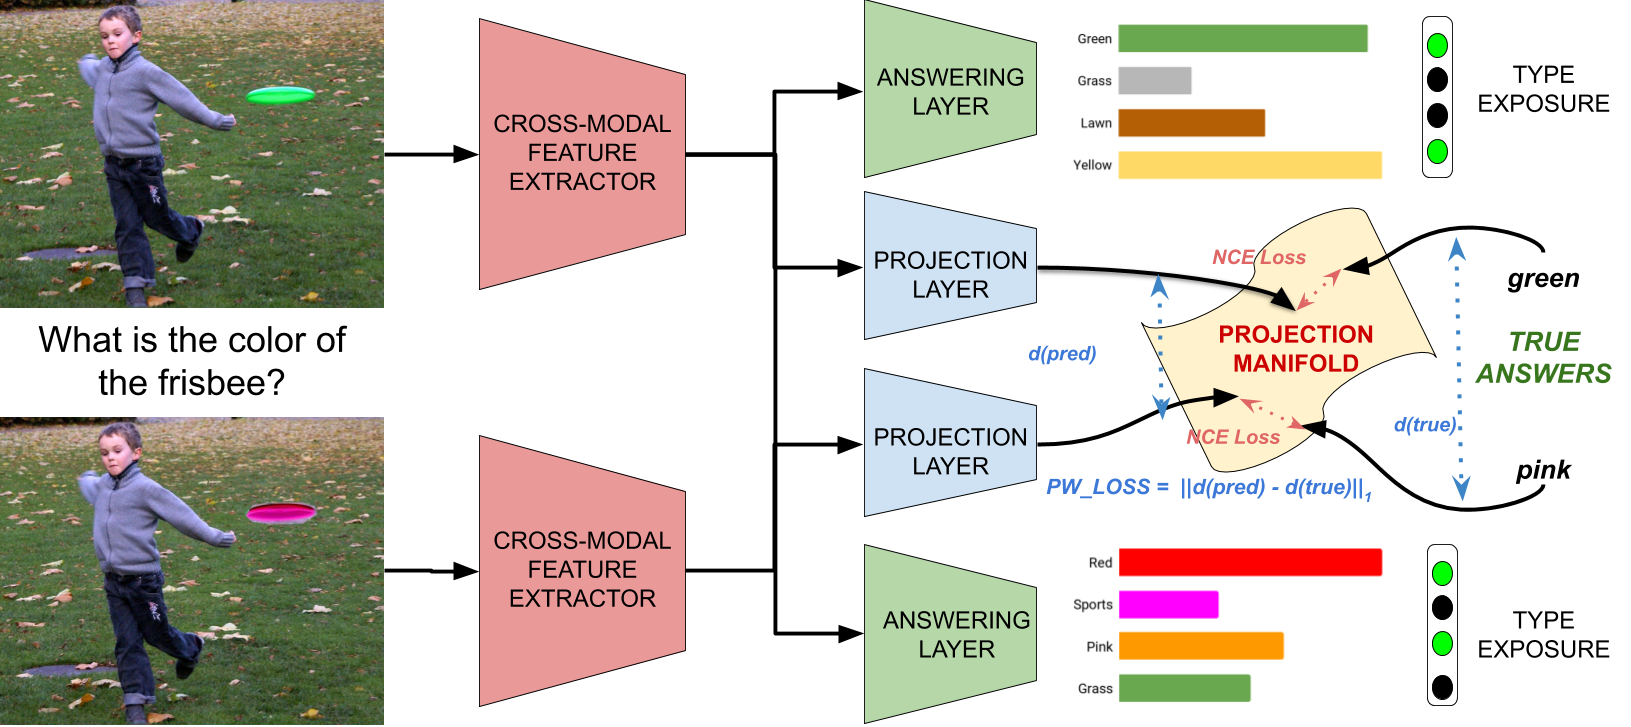 What is the color of
the frisbee?
CROSS-MODAL
FEATURE
EXTRACTOR
CROSS-MODAL
FEATURE
EXTRACTOR
ANSWERING
LAYER
PROJECTION
LAYER
PROJECTION
LAYER
ANSWERING
LAYER
Green
Grass
Lawn
Yellow
TYPE
EXPOSURE
NCE Loss
green
d(pred)
PROJECTION
MANIFOLD
TRUE
ANSWERS
d(true)
NCE Loss
pink
PW_LOSS = ||d(pred) - d(true)||1
Red
Sports
Pink
Grass
TYPE
EXPOSURE